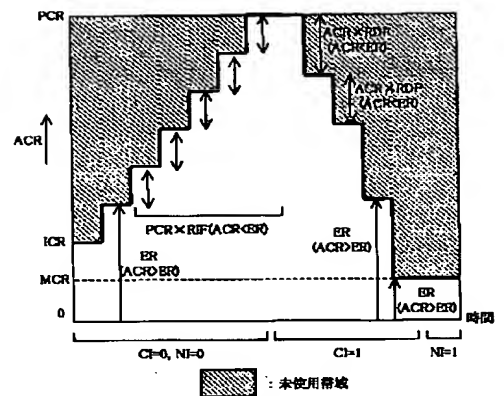 PCR
ACR×RDF
(ACR<ER)
ACR×RDF
(ACR<ER)
ACR
PCR×RIF(ACR<ER)
ICR
ER
(ACR>ER)
ER
(ACR>ER)
MCR
ER
(ACR>ER)
0
時間
CI=0, NI=0
CI=1
NI=1
: 未使用帯域